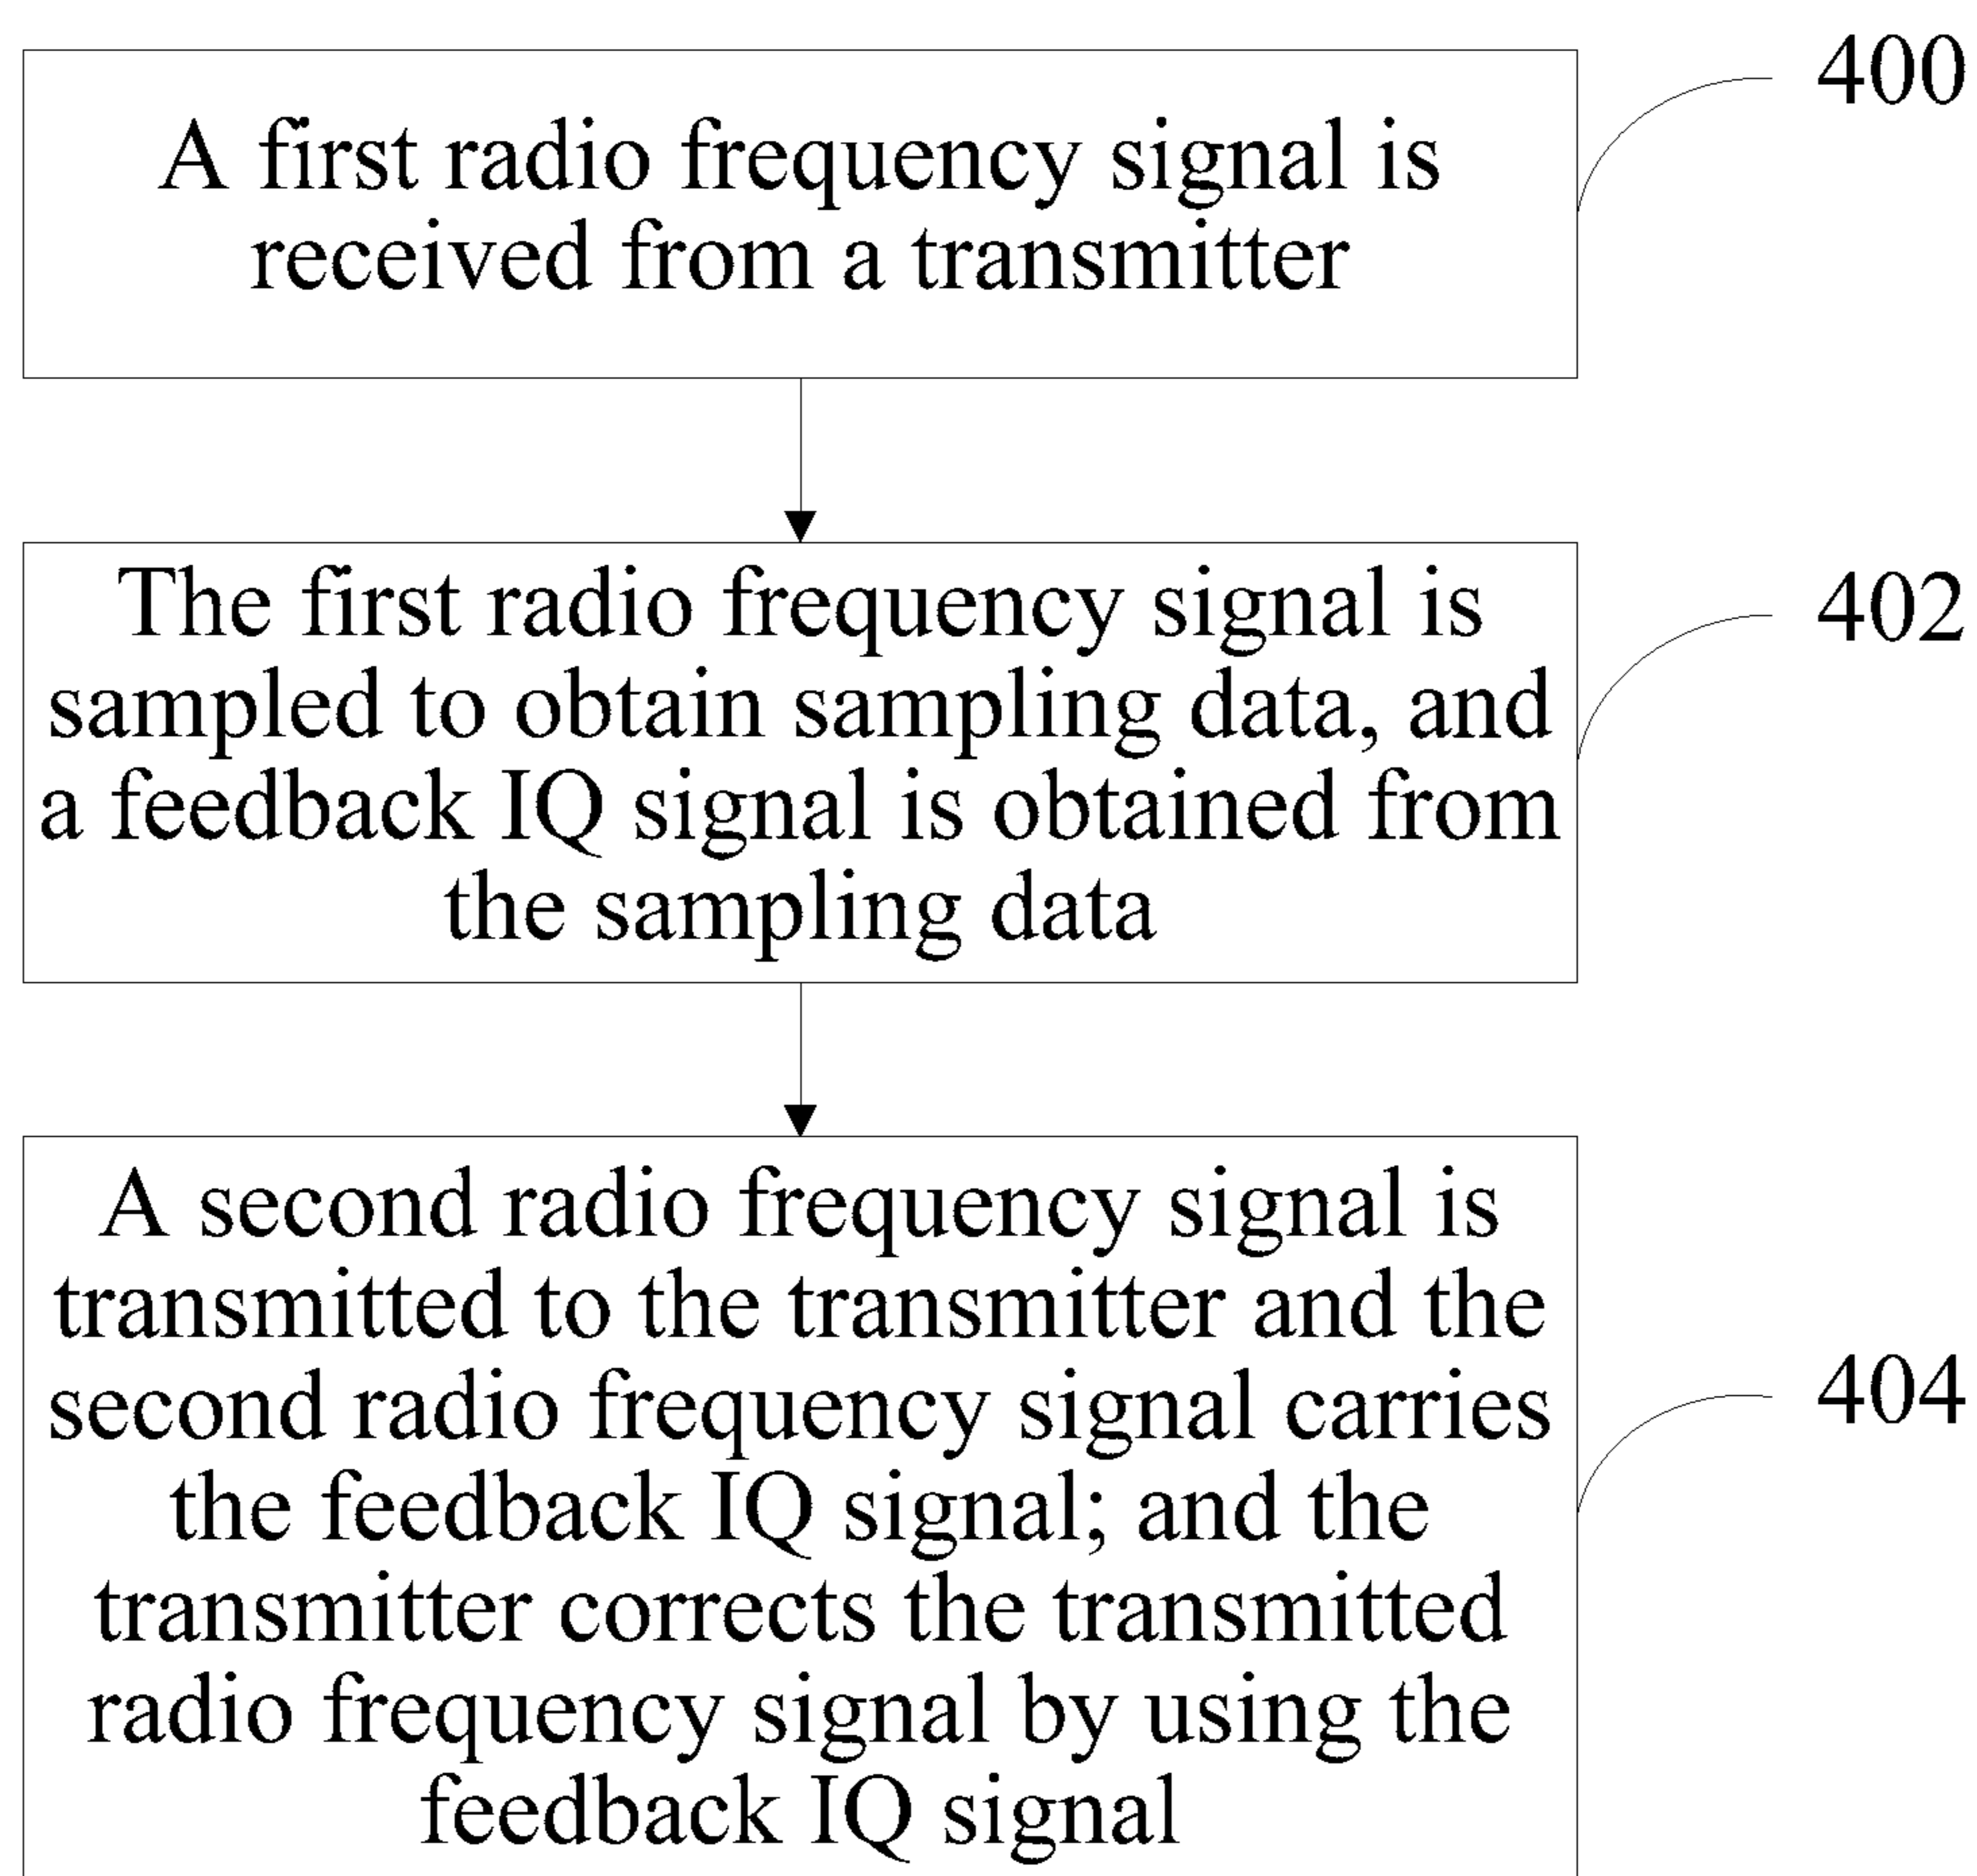 400
A first radio frequency signal is
received from a transmitter
402
The first radio frequency signal is
sampled to obtain sampling data, and
a feedback IQ signal is obtained from
the sampling data
A second radio frequency signal is
transmitted to the transmitter and the
404
second radio frequency signal carries
the feedback IQ signal; and the
transmitter corrects the transmitted
radio frequency signal by using the
feedback IQ signal